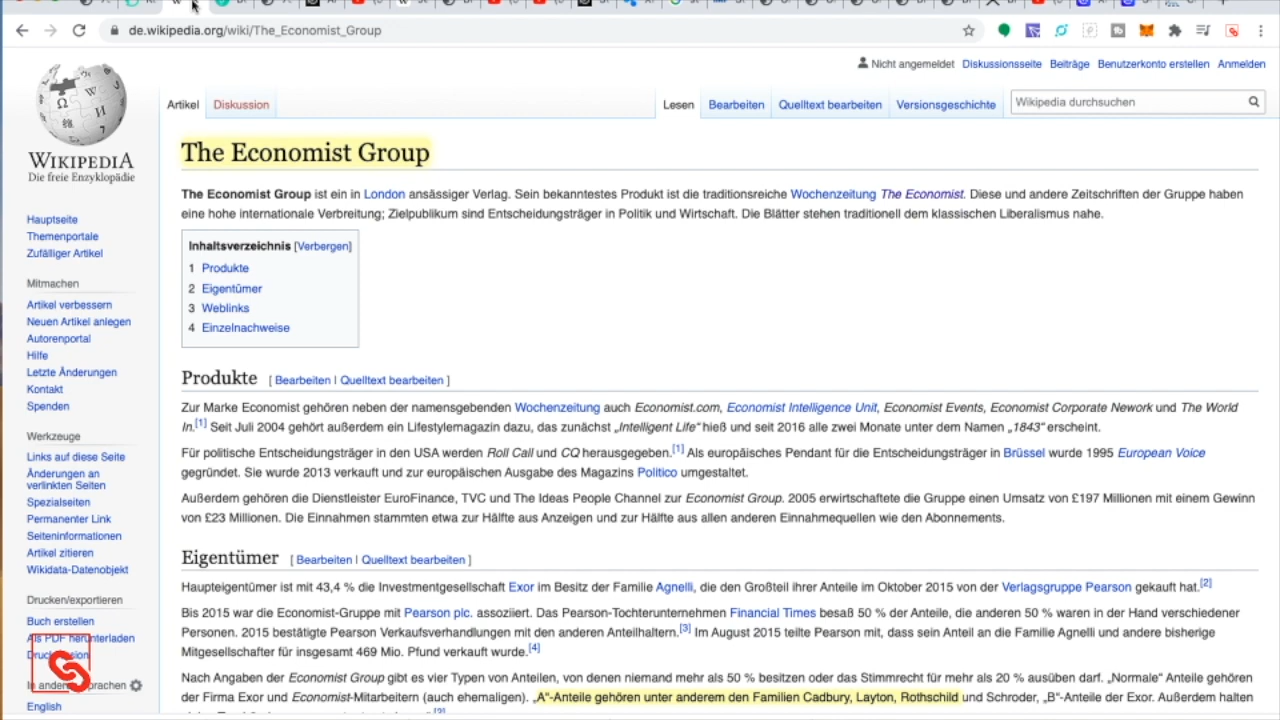 de.wikipedia.org/wiki/The_Economist_Group
Nicht angemeldet Diskussionsseite Beiträge Benutzerkonto erstellen Anmelden
Artikel Diskussion Lesen Bearbeiten Quelltext bearbeiten Versionsgeschichte Wikipedia durchsuchen
WIKIPEDIA
Die freie Enzyklopädie
Hauptseite
Themenportale
Zufälliger Artikel
Mitmachen
Artikel verbessern
Neuen Artikel anlegen
Autorenportal
Hilfe
Letzte Änderungen
Kontakt
Spenden
Werkzeuge
Links auf diese Seite
Änderungen an
verlinkten Seiten
Spezialseiten
Permanenter Link
Seiteninformationen
Artikel zitieren
Wikidata-Datenobjekt
Drucken/exportieren
Buch erstellen
Als PDF herunterladen
In anderen Sprachen
English
The Economist Group
The Economist Group ist ein in London ansässiger Verlag. Sein bekanntestes Produkt ist die traditionsreiche Wochenzeitung The Economist. Diese und andere Zeitschriften der Gruppe haben
eine hohe internationale Verbreitung; Zielpublikum sind Entscheidungsträger in Politik und Wirtschaft. Die Blätter stehen traditionell dem klassischen Liberalismus nahe.
Inhaltsverzeichnis [Verbergen]
1 Produkte
2 Eigentümer
3 Weblinks
4 Einzelnachweise
Produkte [ Bearbeiten | Quelltext bearbeiten ]
Zur Marke Economist gehören neben der namensgebenden Wochenzeitung auch Economist.com, Economist Intelligence Unit, Economist Events, Economist Corporate Nework und The World
In.[1] Seit Juli 2004 gehört außerdem ein Lifestylemagazin dazu, das zunächst „Intelligent Life“ hieß und seit 2016 alle zwei Monate unter dem Namen „1843“ erscheint.
Für politische Entscheidungsträger in den USA werden Roll Call und CQ herausgegeben.[1] Als europäisches Pendant für die Entscheidungsträger in Brüssel wurde 1995 European Voice
gegründet. Sie wurde 2013 verkauft und zur europäischen Ausgabe des Magazins Politico umgestaltet.
Außerdem gehören die Dienstleister EuroFinance, TVC und The Ideas People Channel zur Economist Group. 2005 erwirtschaftete die Gruppe einen Umsatz von £197 Millionen mit einem Gewinn
von £23 Millionen. Die Einnahmen stammten etwa zur Hälfte aus Anzeigen und zur Hälfte aus allen anderen Einnahmequellen wie den Abonnements.
Eigentümer [ Bearbeiten | Quelltext bearbeiten ]
Haupteigentümer ist mit 43,4 % die Investmentgesellschaft Exor im Besitz der Familie Agnelli, die den Großteil ihrer Anteile im Oktober 2015 von der Verlagsgruppe Pearson gekauft hat.[2]
Bis 2015 war die Economist-Gruppe mit Pearson plc. assoziiert. Das Pearson-Tochterunternehmen Financial Times besaß 50 % der Anteile, die anderen 50 % waren in der Hand verschiedener
Personen. 2015 bestätigte Pearson Verkaufsverhandlungen mit den anderen Anteilhaltern.[3] Im August 2015 teilte Pearson mit, dass sein Anteil an die Familie Agnelli und andere bisherige
Mitgesellschafter für insgesamt 469 Mio. Pfund verkauft wurde.[4]
Nach Angaben der Economist Group gibt es vier Typen von Anteilen, von denen niemand mehr als 50 % besitzen oder das Stimmrecht für mehr als 20 % ausüben darf. „Normale“ Anteile gehören
der Firma Exor und Economist-Mitarbeitern (auch ehemaligen). „A“-Anteile gehören unter anderem den Familien Cadbury, Layton, Rothschild und Schroder, „B“-Anteile der Exor. Außerdem halten